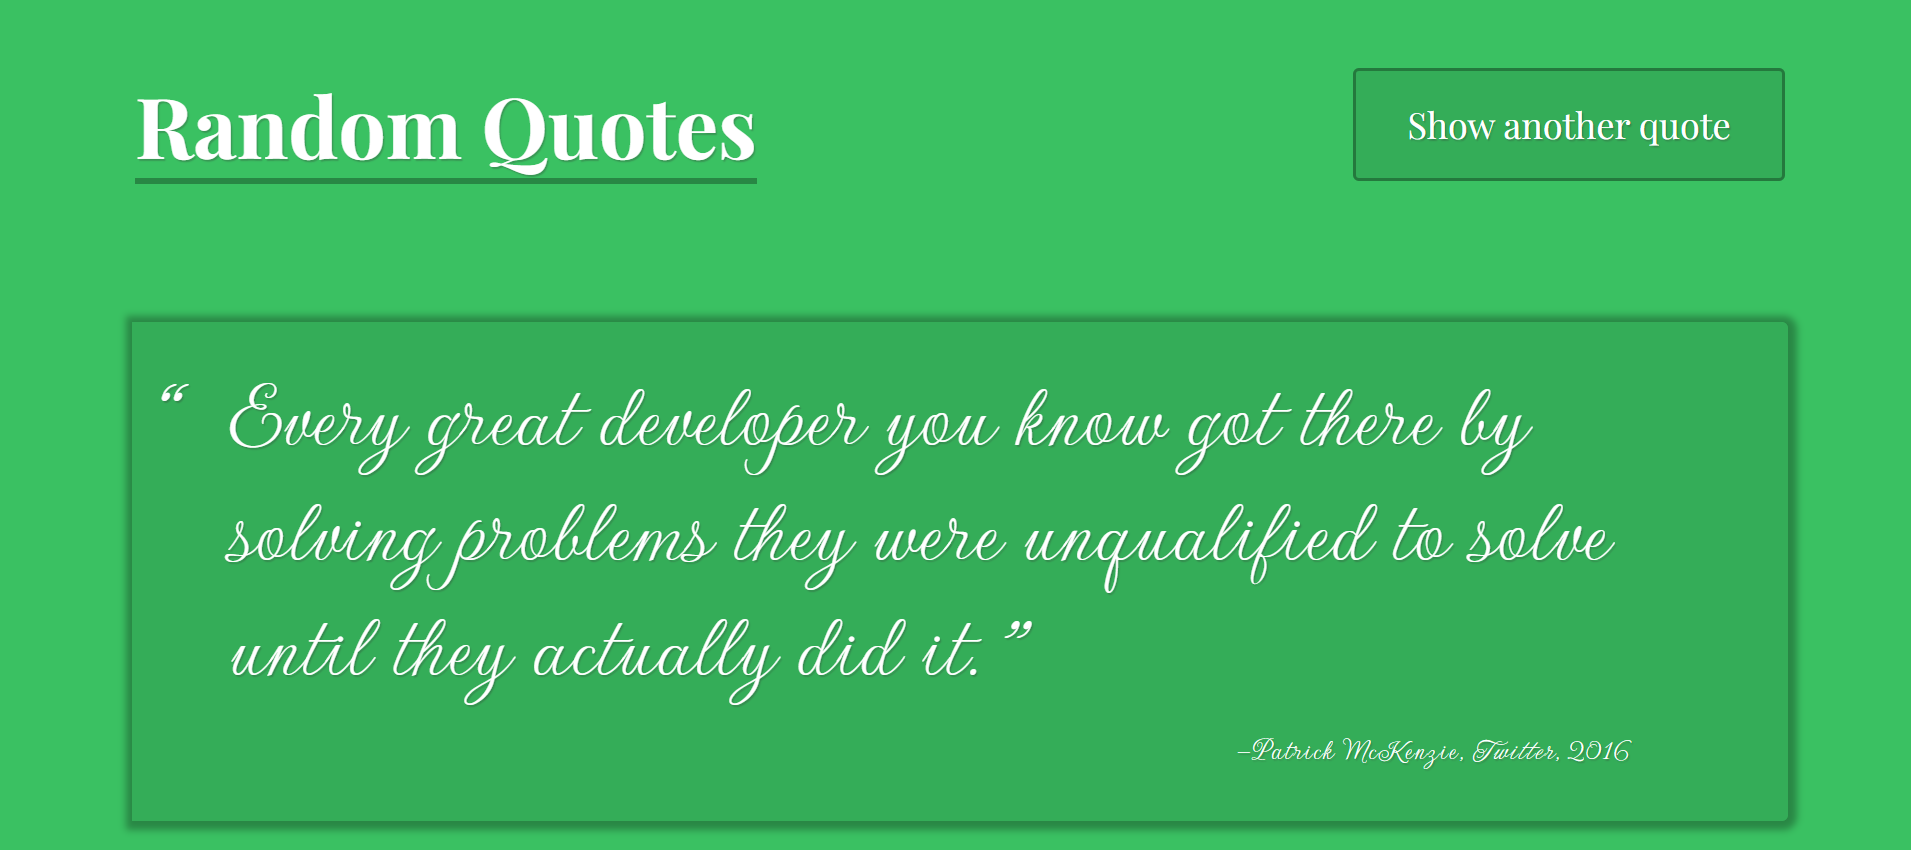 Random Quotes
Show another quote
“ Every great developer you know got there by
solving problems they were unqualified to solve
until they actually did it.”
–Patrick McKenzie, Twitter, 2016